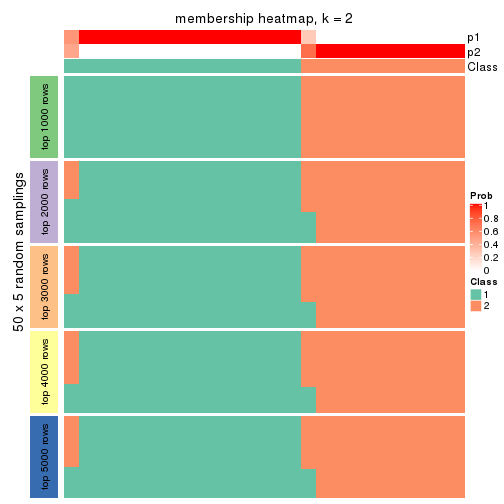 membership heatmap, k = 2
p1
p2
Class
50 x 5 random samplings
top 1000 rows
top 2000 rows
top 3000 rows
top 4000 rows
top 5000 rows
Prob
1
0.8
0.6
0.4
0.2
0
Class
1
2